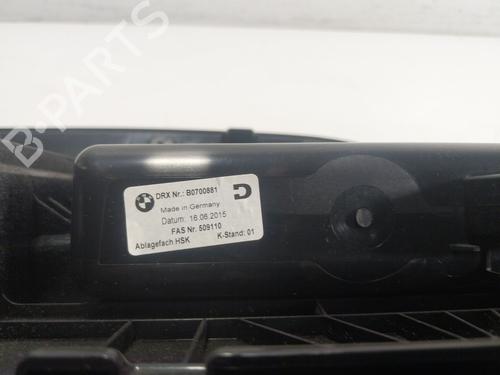 DRX Nr.: B0700881
Made in Germany
Datum: 16.06.2015
FAS Nr. 509110
Ablagefach HSK K-Stand: 01
B-PARTS